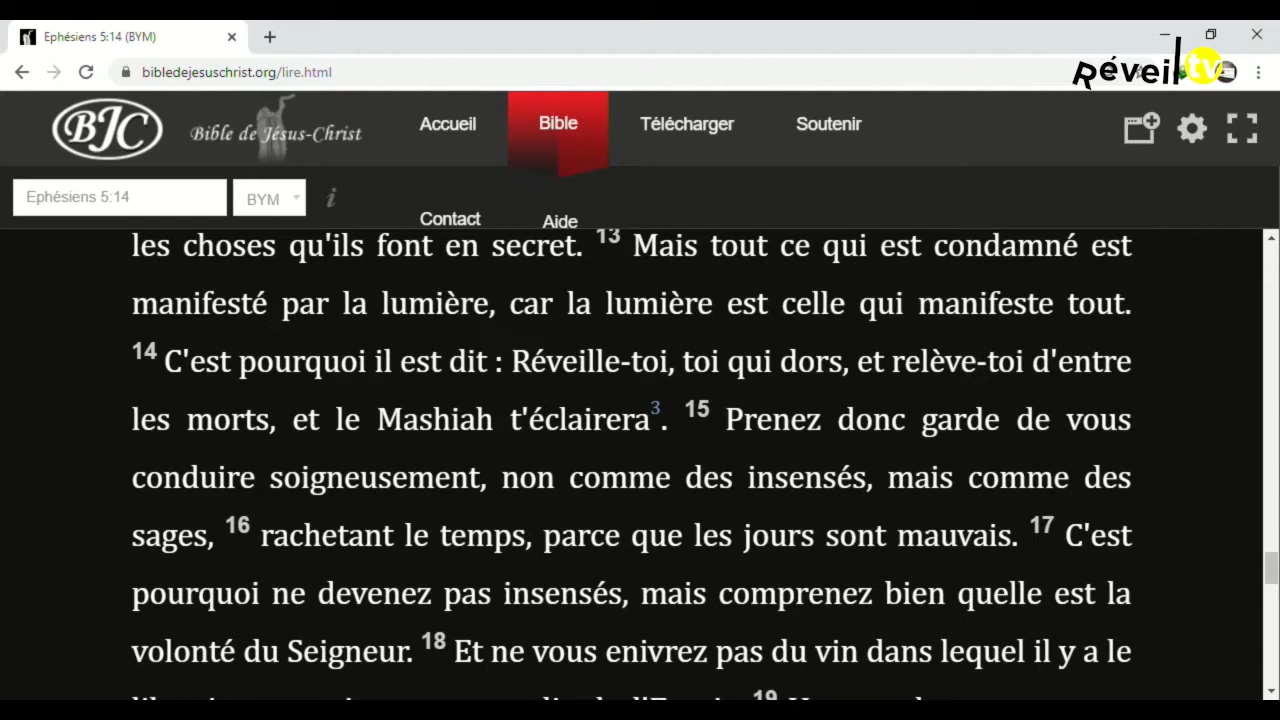 Ephésiens 5:14 (BYM)
bibledejesuschrist.org/lire.html
Réveil tv
BJC Bible de Jésus-Christ Accueil Bible Télécharger Soutenir
Ephésiens 5:14 BYM i
Contact Aide
les choses qu'ils font en secret. 13 Mais tout ce qui est condamné est
manifesté par la lumière, car la lumière est celle qui manifeste tout.
14 C'est pourquoi il est dit : Réveille-toi, toi qui dors, et relève-toi d'entre
les morts, et le Mashiah t'éclairera3. 15 Prenez donc garde de vous
conduire soigneusement, non comme des insensés, mais comme des
sages, 16 rachetant le temps, parce que les jours sont mauvais. 17 C'est
pourquoi ne devenez pas insensés, mais comprenez bien quelle est la
volonté du Seigneur. 18 Et ne vous enivrez pas du vin dans lequel il y a le
19